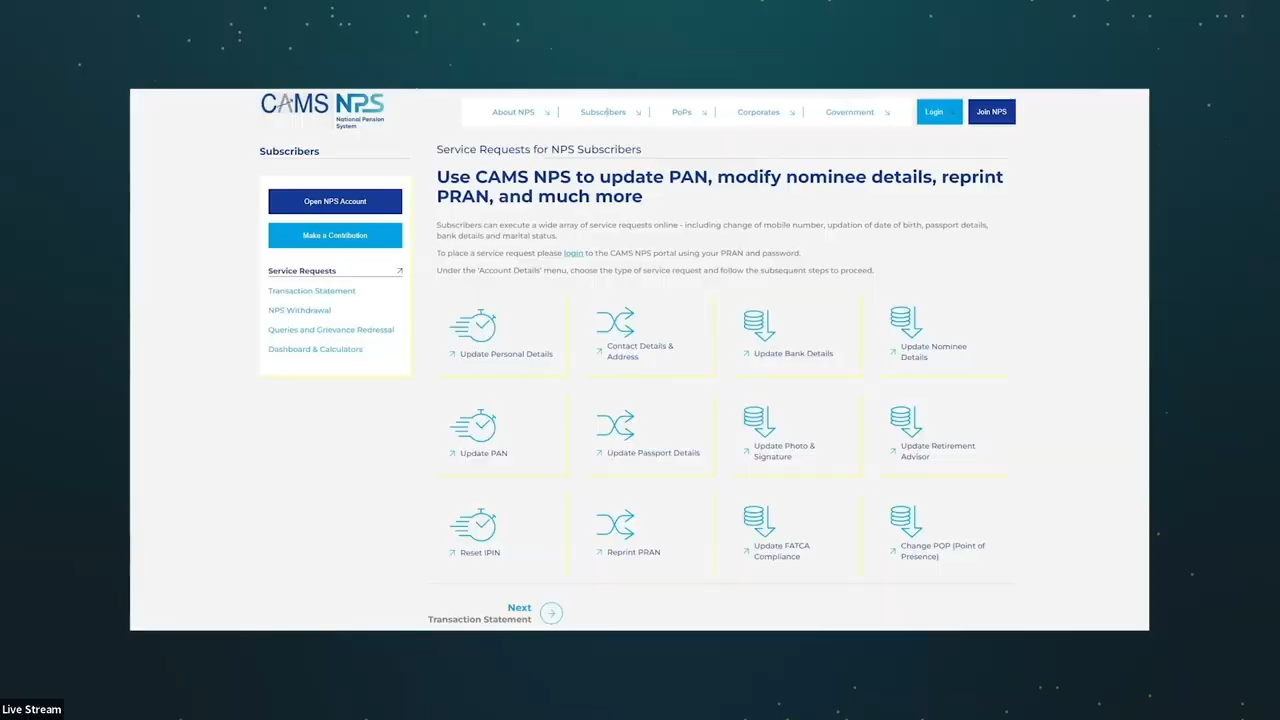 CAMS NPS
National Pension
System
About NPS
Subscribers
PoPs
Corporates
Government
Login
Join NPS
Subscribers
Open NPS Account
Make a Contribution
Service Requests
Transaction Statement
NPS Withdrawal
Queries and Grievance Redressal
Dashboard & Calculators
Service Requests for NPS Subscribers
Use CAMS NPS to update PAN, modify nominee details, reprint
PRAN, and much more
Subscribers can execute a wide array of service requests online - including change of mobile number, updation of date of birth, passport details,
bank details and marital status.
To place a service request please login to the CAMS NPS portal using your PRAN and password.
Under the 'Account Details' menu, choose the type of service request and follow the subsequent steps to proceed.
Update Personal Details
Contact Details &
Address
Update Bank Details
Update Nominee
Details
Update PAN
Update Passport Details
Update Photo &
Signature
Update Retirement
Advisor
Reset IPIN
Reprint PRAN
Update FATCA
Compliance
Change POP (Point of
Presence)
Next
Transaction Statement
Live Stream